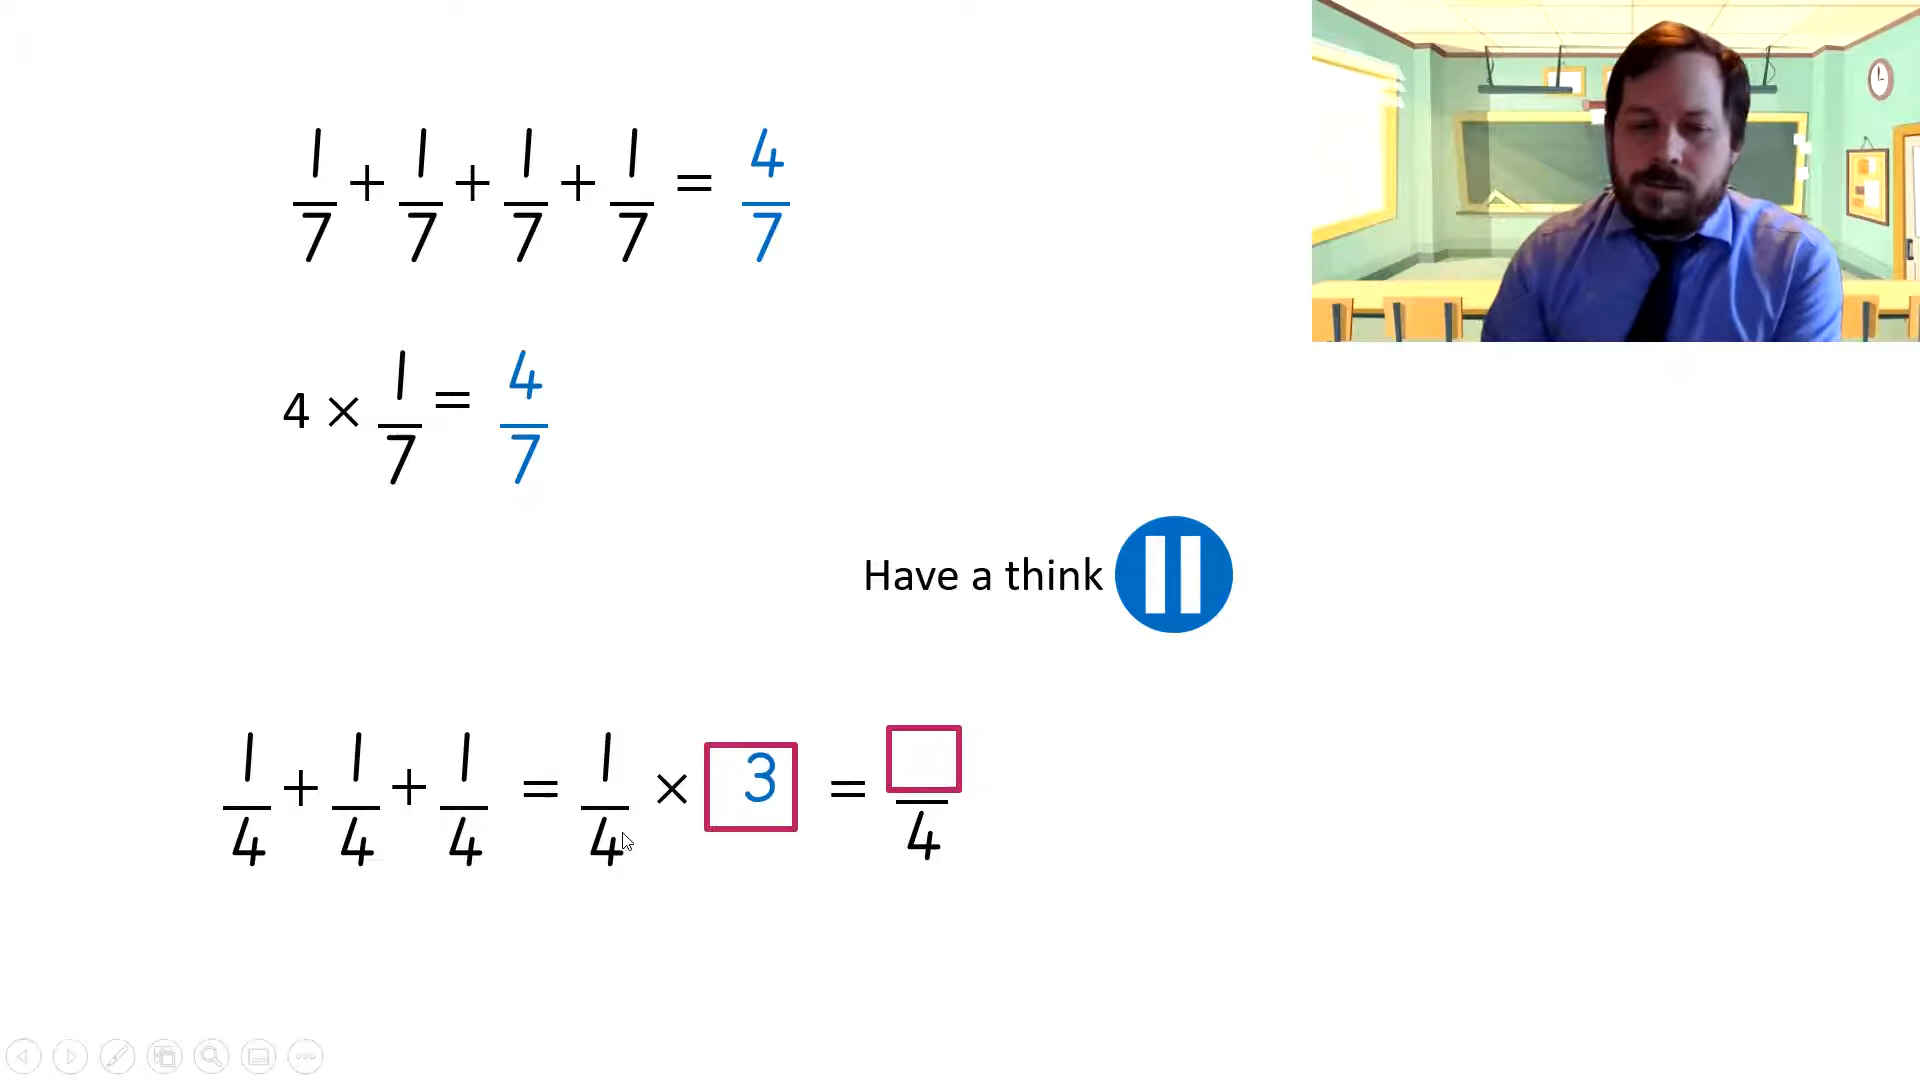 1/7 + 1/7 + 1/7 + 1/7 = 4/7
4 × 1/7 = 4/7
Have a think
1/4 + 1/4 + 1/4 = 1/4 × 3 = □/4